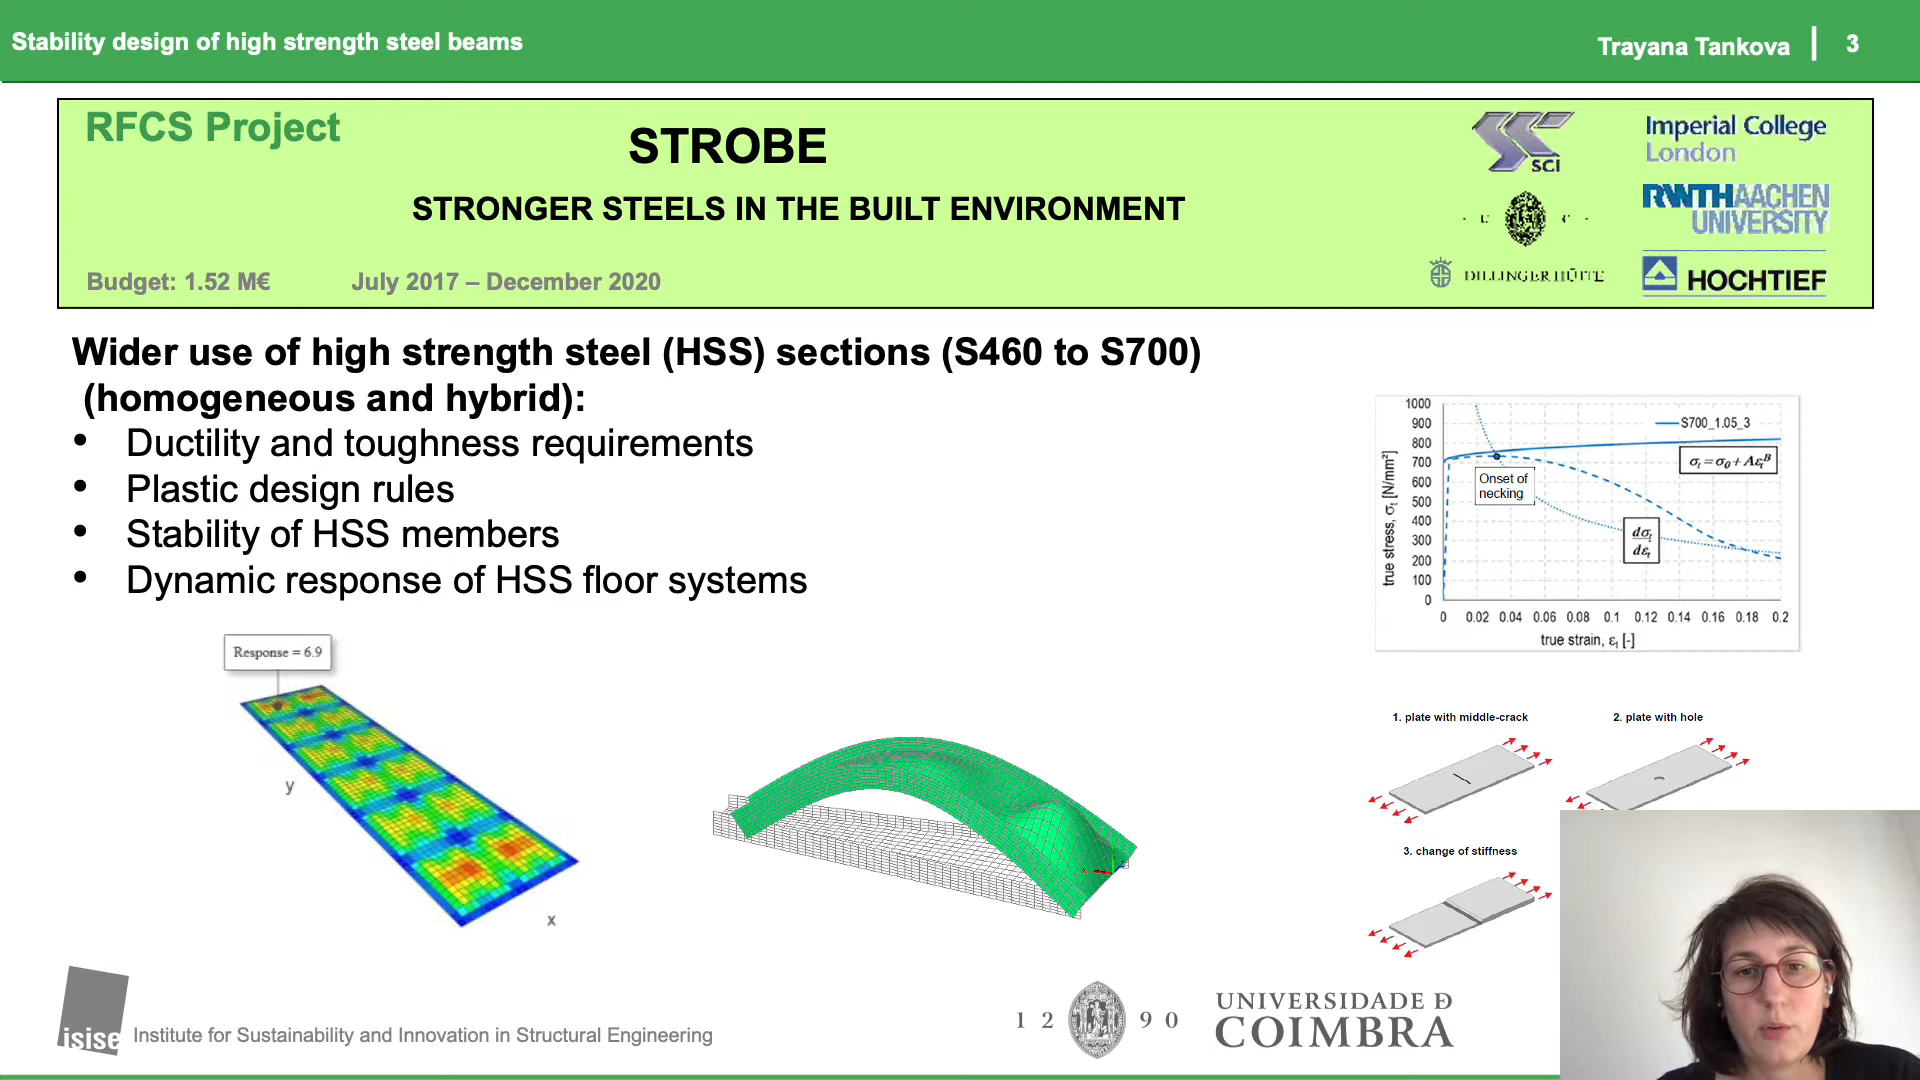 Stability design of high strength steel beams
Trayana Tankova | 3
RFCS Project
STROBE
STRONGER STEELS IN THE BUILT ENVIRONMENT
Budget: 1.52 M€
July 2017 – December 2020
SCI
Imperial College
London
RWTHAACHEN
UNIVERSITY
DILLINGER HÜTTE
HOCHTIEF
Wider use of high strength steel (HSS) sections (S460 to S700)
(homogeneous and hybrid):
• Ductility and toughness requirements
• Plastic design rules
• Stability of HSS members
• Dynamic response of HSS floor systems
1000
900
800
700
600
500
400
300
200
100
0
true stress, σt [N/mm²]
S700_1.05_3
σt = σ0 + AεtB
Onset of
necking
dσt
dεt
0 0.02 0.04 0.06 0.08 0.1 0.12 0.14 0.16 0.18 0.2
true strain, εt [-]
Response = 6.9
y
x
1. plate with middle-crack
2. plate with hole
3. change of stiffness
isise
Institute for Sustainability and Innovation in Structural Engineering
1 2 9 0
UNIVERSIDADE Ð
COIMBRA